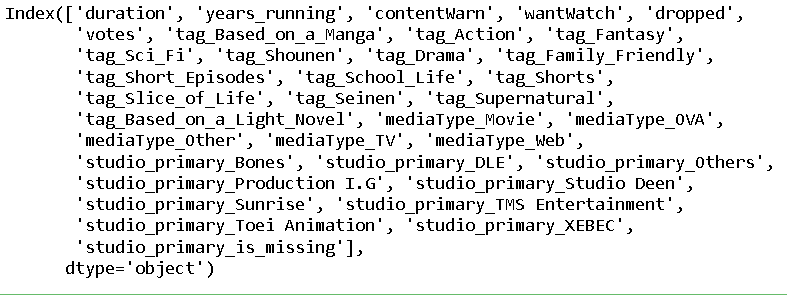 Index(['duration', 'years_running', 'contentWarn', 'wantWatch', 'dropped',
'votes', 'tag_Based_on_a_Manga', 'tag_Action', 'tag_Fantasy',
'tag_Sci_Fi', 'tag_Shounen', 'tag_Drama', 'tag_Family_Friendly',
'tag_Short_Episodes', 'tag_School_Life', 'tag_Shorts',
'tag_Slice_of_Life', 'tag_Seinen', 'tag_Supernatural',
'tag_Based_on_a_Light_Novel', 'mediaType_Movie', 'mediaType_OVA',
'mediaType_Other', 'mediaType_TV', 'mediaType_Web',
'studio_primary_Bones', 'studio_primary_DLE', 'studio_primary_Others',
'studio_primary_Production I.G', 'studio_primary_Studio Deen',
'studio_primary_Sunrise', 'studio_primary_TMS Entertainment',
'studio_primary_Toei Animation', 'studio_primary_XEBEC',
'studio_primary_is_missing'],
dtype='object')